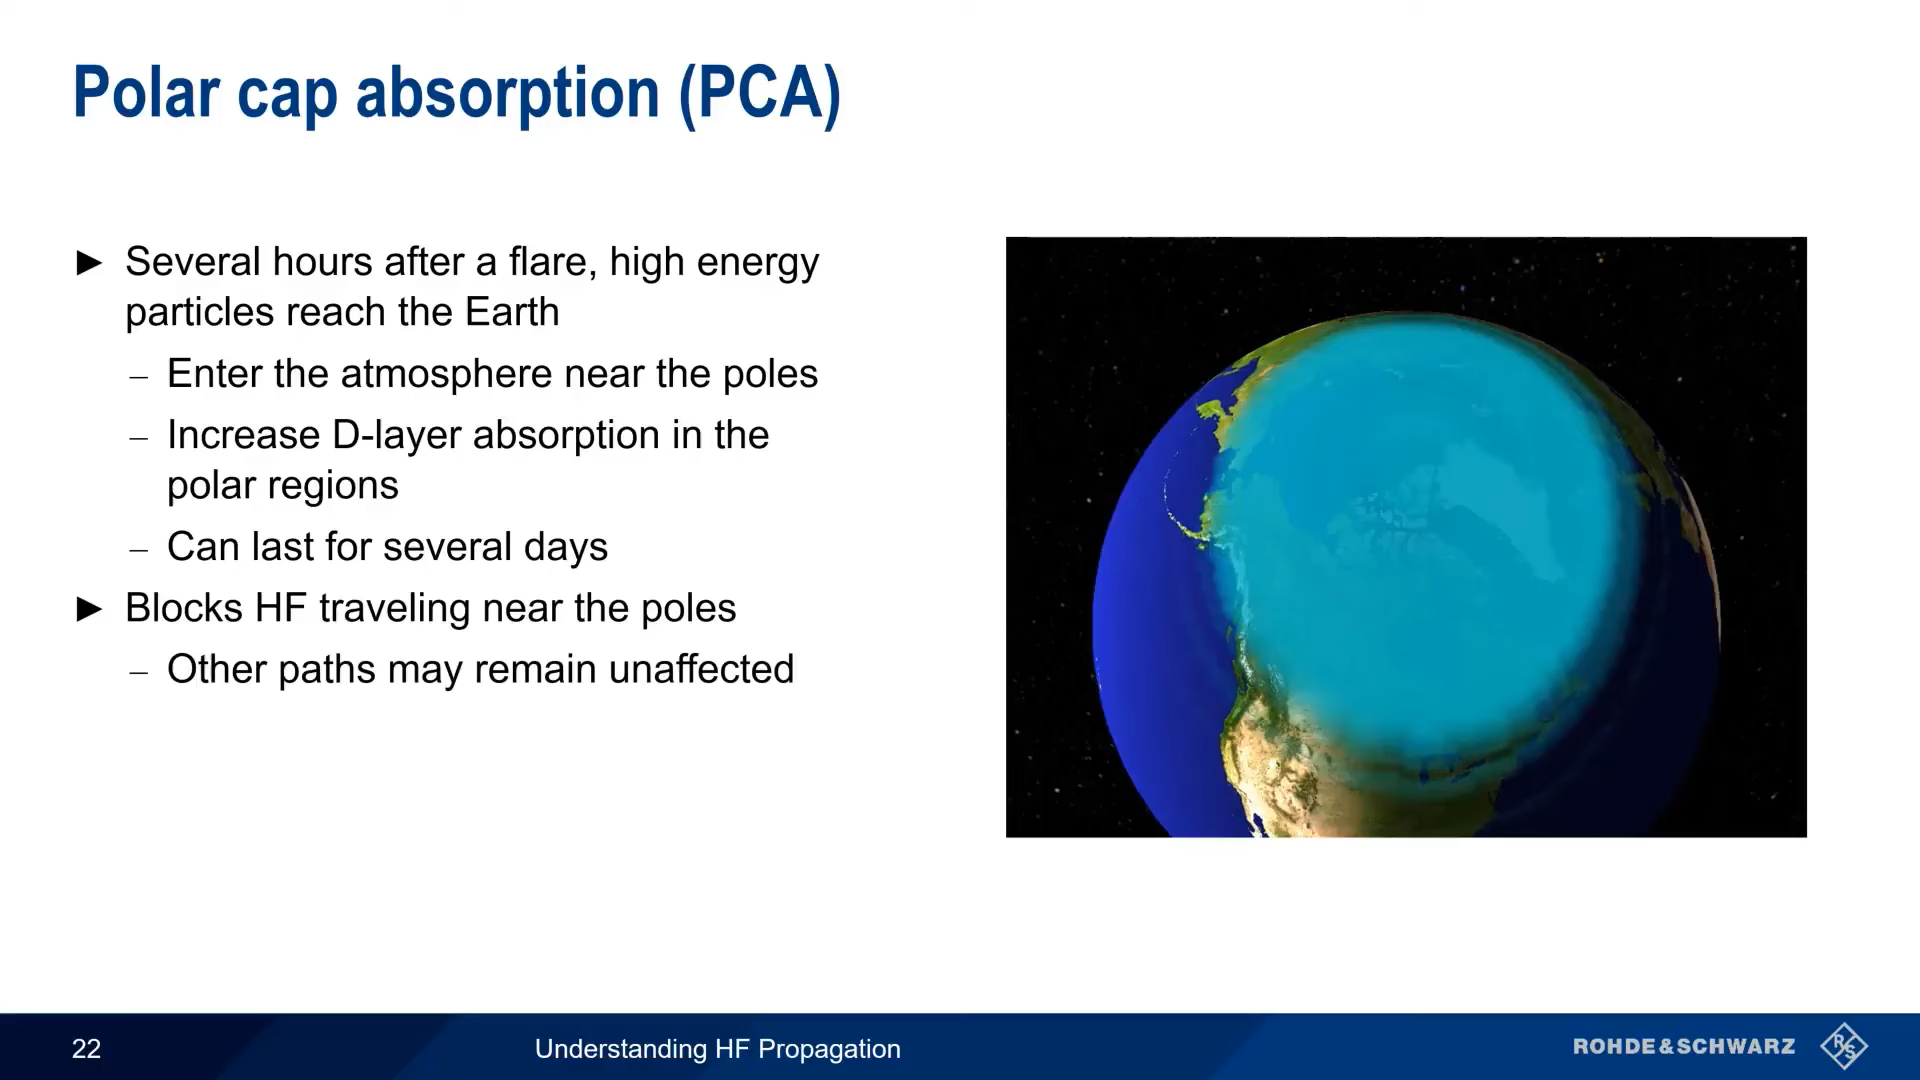 Polar cap absorption (PCA)
► Several hours after a flare, high energy
particles reach the Earth
– Enter the atmosphere near the poles
– Increase D-layer absorption in the
polar regions
– Can last for several days
► Blocks HF traveling near the poles
– Other paths may remain unaffected
22
Understanding HF Propagation
ROHDE&SCHWARZ
R&S